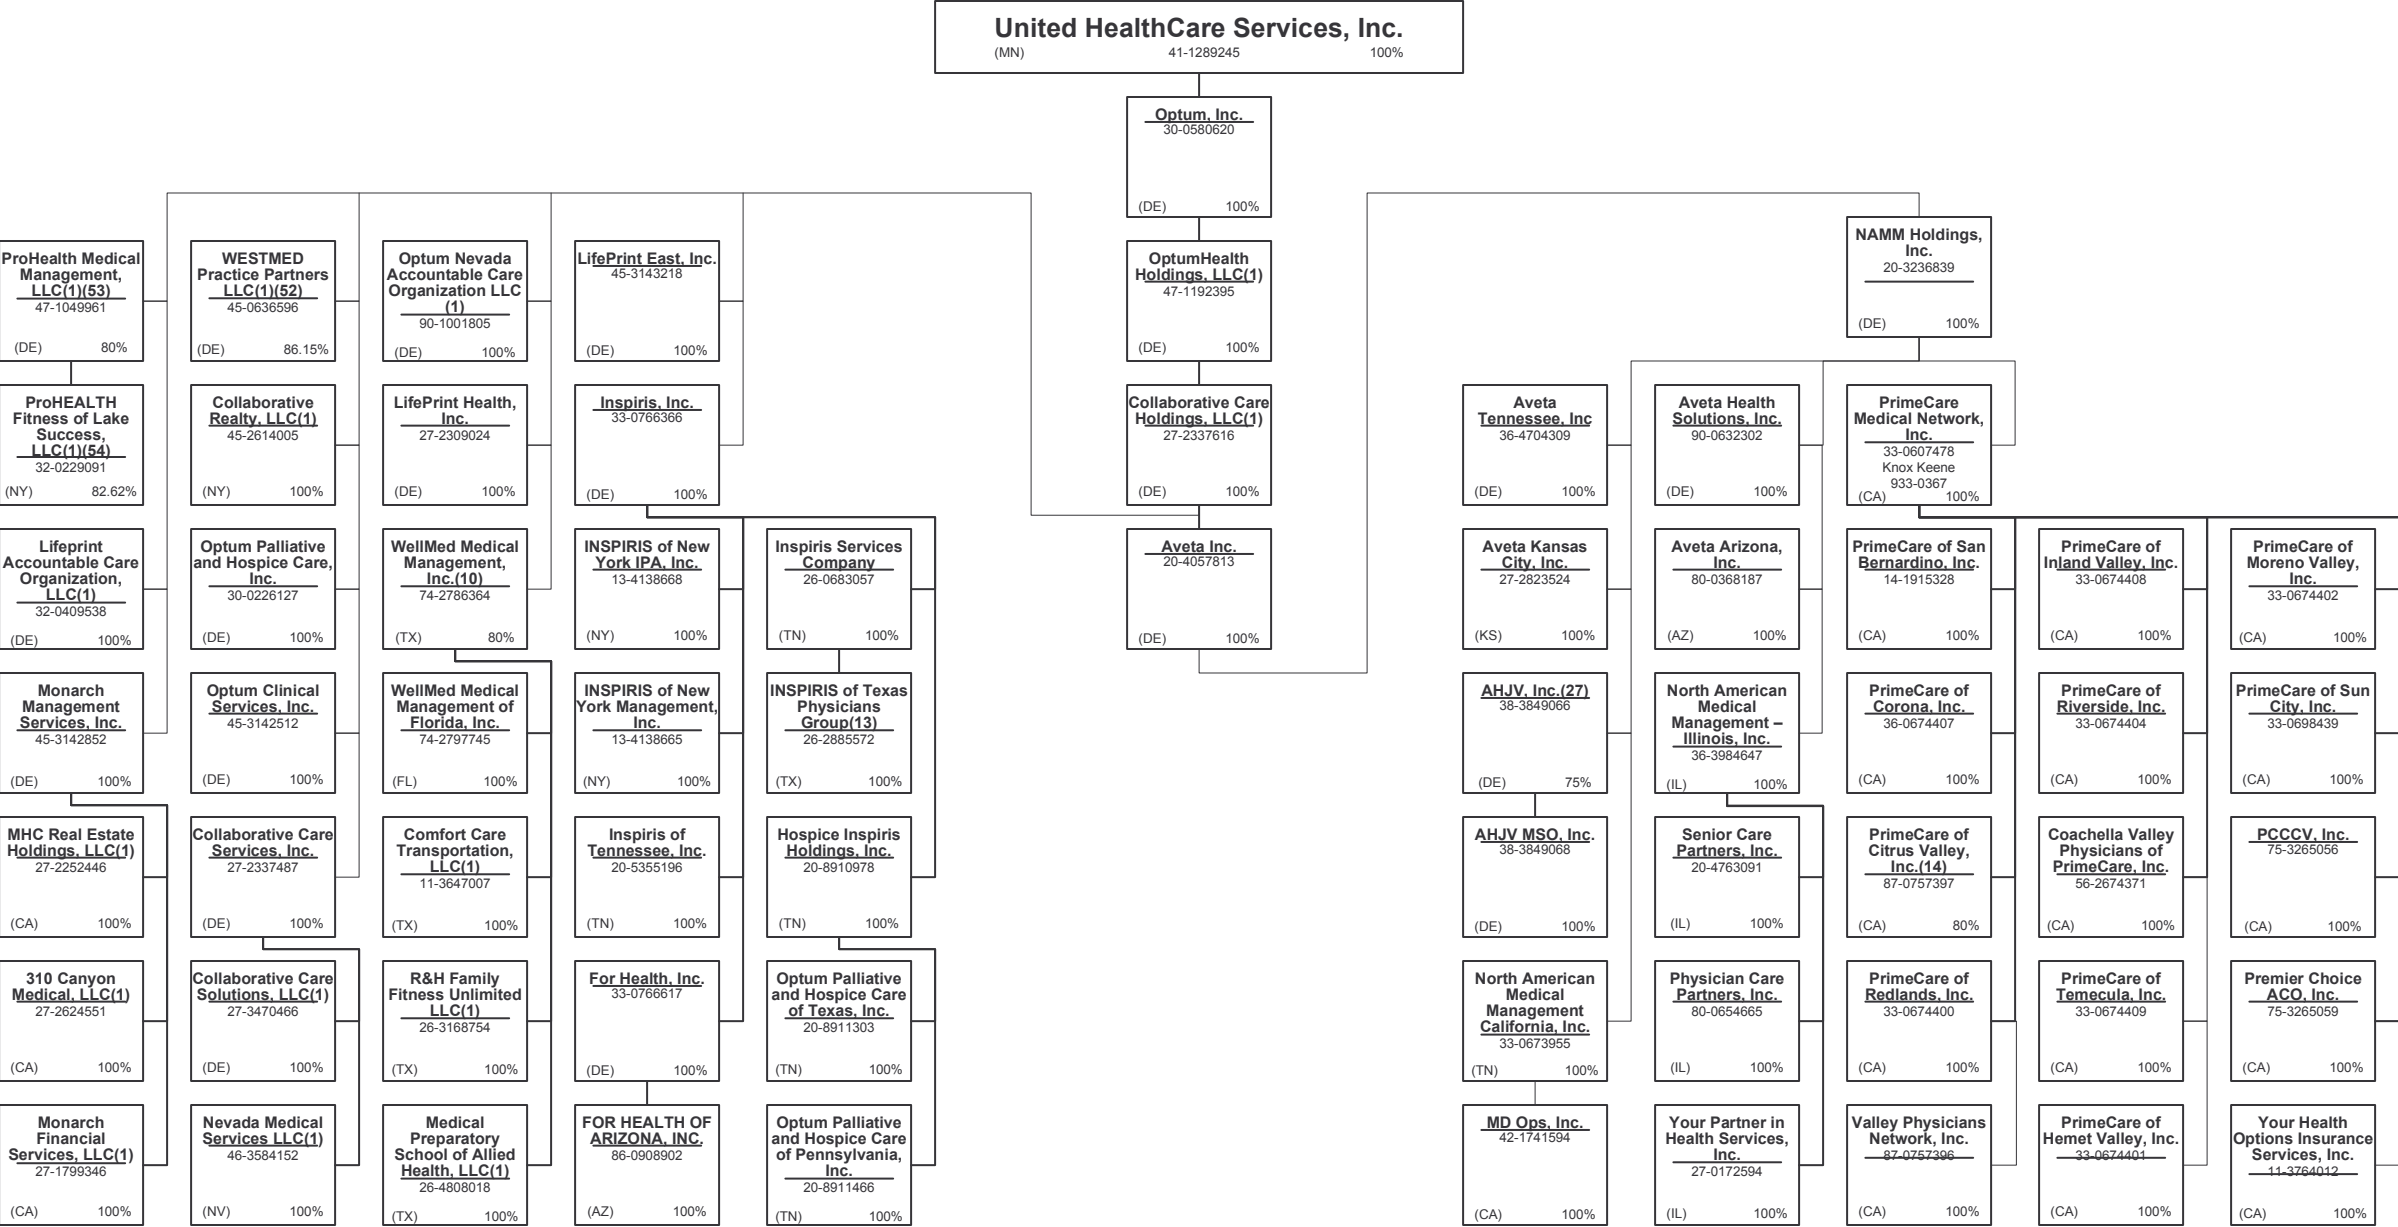 United HealthCare Services, Inc.
(MN) 41-1289245 100%
Optum, Inc.
30-0580620
(DE) 100%
OptumHealth
Holdings, LLC(1)
47-1192395
(DE) 100%
Collaborative Care
Holdings, LLC(1)
27-2337616
(DE) 100%
Aveta Inc.
20-4057813
(DE) 100%
ProHealth Medical
Management,
LLC(1)(53)
47-1049961
(DE) 80%
ProHEALTH
Fitness of Lake
Success,
LLC(1)(54)
32-0229091
(NY) 82.62%
Lifeprint
Accountable Care
Organization,
LLC(1)
32-0409538
(DE) 100%
Monarch
Management
Services, Inc.
45-3142852
(DE) 100%
MHC Real Estate
Holdings, LLC(1)
27-2252446
(CA) 100%
310 Canyon
Medical, LLC(1)
27-2624551
(CA) 100%
Monarch
Financial
Services, LLC(1)
27-1799346
(CA) 100%
WESTMED
Practice Partners
LLC(1)(52)
45-0636596
(DE) 86.15%
Collaborative
Realty, LLC(1)
45-2614005
(NY) 100%
Optum Palliative
and Hospice Care,
Inc.
30-0226127
(DE) 100%
Optum Clinical
Services, Inc.
45-3142512
(DE) 100%
Collaborative Care
Services, Inc.
27-2337487
(DE) 100%
Collaborative Care
Solutions, LLC(1)
27-3470466
(DE) 100%
Nevada Medical
Services LLC(1)
46-3584152
(NV) 100%
Optum Nevada
Accountable Care
Organization LLC
(1)
90-1001805
(DE) 100%
LifePrint Health,
Inc.
27-2309024
(DE) 100%
WellMed Medical
Management,
Inc.(10)
74-2786364
(TX) 80%
WellMed Medical
Management of
Florida, Inc.
74-2797745
(FL) 100%
Comfort Care
Transportation,
LLC(1)
11-3647007
(TX) 100%
R&H Family
Fitness Unlimited
LLC(1)
26-3168754
(TX) 100%
Medical
Preparatory
School of Allied
Health, LLC(1)
26-4808018
(TX) 100%
LifePrint East, Inc.
45-3143218
(DE) 100%
Inspiris, Inc.
33-0766366
(DE) 100%
INSPIRIS of New
York IPA, Inc.
13-4138668
(NY) 100%
INSPIRIS of New
York Management,
Inc.
13-4138665
(NY) 100%
Inspiris of
Tennessee, Inc.
20-5355196
(TN) 100%
For Health, Inc.
33-0766617
(DE) 100%
FOR HEALTH OF
ARIZONA, INC.
86-0908902
(AZ) 100%
Inspiris Services
Company
26-0683057
(TN) 100%
INSPIRIS of Texas
Physicians
Group(13)
26-2885572
(TX) 100%
Hospice Inspiris
Holdings, Inc.
20-8910978
(TN) 100%
Optum Palliative
and Hospice Care
of Texas, Inc.
20-8911303
(TN) 100%
Optum Palliative
and Hospice Care
of Pennsylvania,
Inc.
20-8911466
(TN) 100%
NAMM Holdings,
Inc.
20-3236839
(DE) 100%
Aveta
Tennessee, Inc
36-4704309
(DE) 100%
Aveta Kansas
City, Inc.
27-2823524
(KS) 100%
AHJV, Inc.(27)
38-3849066
(DE) 75%
AHJV MSO, Inc.
38-3849068
(DE) 100%
North American
Medical
Management
California, Inc.
33-0673955
(TN) 100%
MD Ops, Inc.
42-1741594
(CA) 100%
Aveta Health
Solutions, Inc.
90-0632302
(DE) 100%
Aveta Arizona,
Inc.
80-0368187
(AZ) 100%
North American
Medical
Management –
Illinois, Inc.
36-3984647
(IL) 100%
Senior Care
Partners, Inc.
20-4763091
(IL) 100%
Physician Care
Partners, Inc.
80-0654665
(IL) 100%
Your Partner in
Health Services,
Inc.
27-0172594
(IL) 100%
PrimeCare
Medical Network,
Inc.
33-0607478
Knox Keene
933-0367
(CA) 100%
PrimeCare of San
Bernardino, Inc.
14-1915328
(CA) 100%
PrimeCare of
Corona, Inc.
36-0674407
(CA) 100%
PrimeCare of
Citrus Valley,
Inc.(14)
87-0757397
(CA) 80%
PrimeCare of
Redlands, Inc.
33-0674400
(CA) 100%
Valley Physicians
Network, Inc.
87-0757396
(CA) 100%
PrimeCare of
Inland Valley, Inc.
33-0674408
(CA) 100%
PrimeCare of
Riverside, Inc.
33-0674404
(CA) 100%
Coachella Valley
Physicians of
PrimeCare, Inc.
56-2674371
(CA) 100%
PrimeCare of
Temecula, Inc.
33-0674409
(CA) 100%
PrimeCare of
Hemet Valley, Inc.
33-0674401
(CA) 100%
PrimeCare of
Moreno Valley,
Inc.
33-0674402
(CA) 100%
PrimeCare of Sun
City, Inc.
33-0698439
(CA) 100%
PCCCV, Inc.
75-3265056
(CA) 100%
Premier Choice
ACO, Inc.
75-3265059
(CA) 100%
Your Health
Options Insurance
Services, Inc.
11-3764012
(CA) 100%